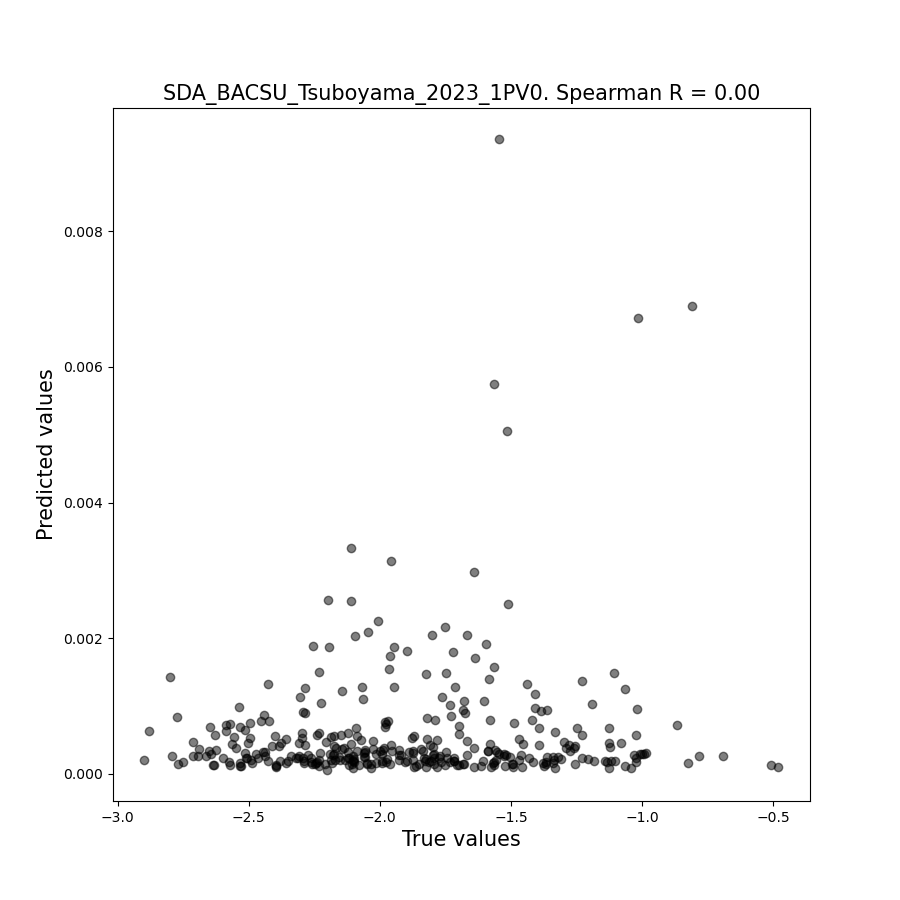 SDA_BACSU_Tsuboyama_2023_1PV0. Spearman R = 0.00
Predicted values
0.008
0.006
0.004
0.002
0.000
−3.0 −2.5 −2.0 −1.5 −1.0 −0.5
True values